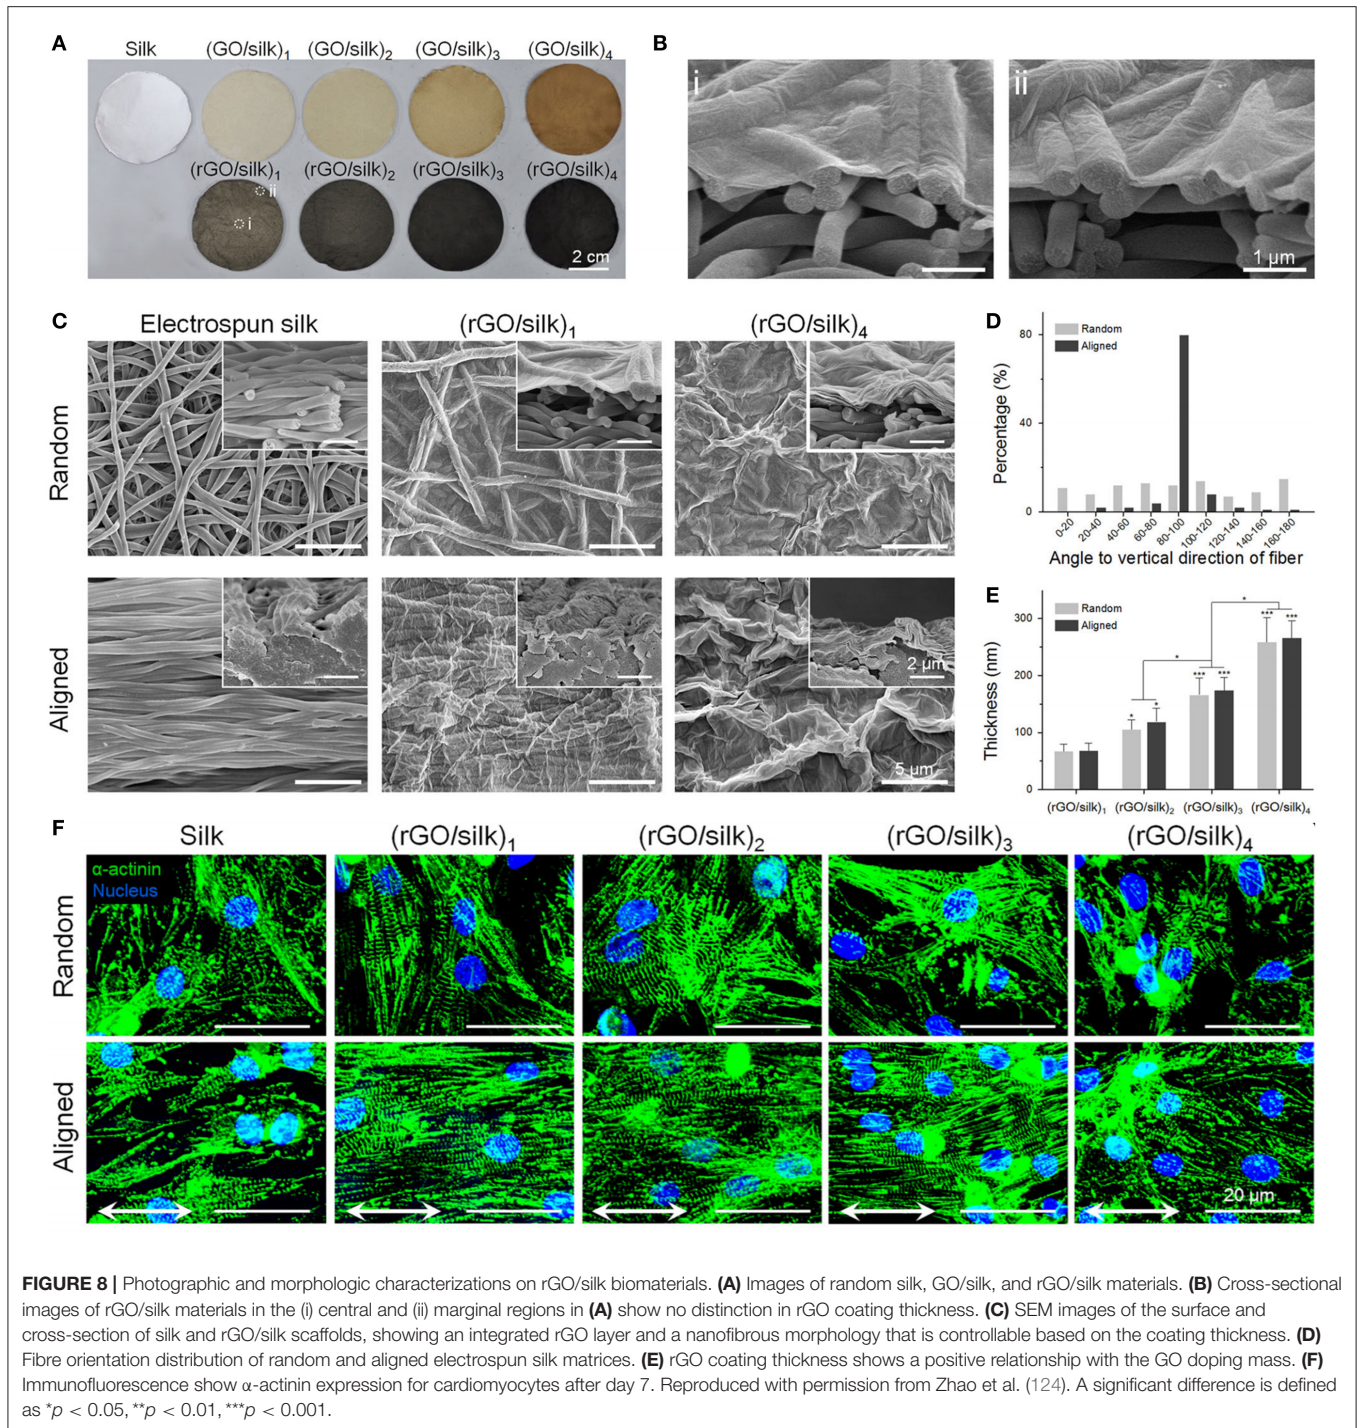 A
Silk
(GO/silk)1
(GO/silk)2
(GO/silk)3
(GO/silk)4
(rGO/silk)1
(rGO/silk)2
(rGO/silk)3
(rGO/silk)4
ii
i
2 cm
B
i
ii
1 µm
C
Electrospun silk
(rGO/silk)1
(rGO/silk)4
Random
Aligned
2 µm
5 µm
D
Random
Aligned
Percentage (%)
80
40
0
0-20
20-40
40-60
60-80
80-100
100-120
120-140
140-160
160-180
Angle to vertical direction of fiber
E
Random
Aligned
Thickness (nm)
300
200
100
0
*
*
*
*
***
***
***
***
(rGO/silk)1
(rGO/silk)2
(rGO/silk)3
(rGO/silk)4
F
Silk
(rGO/silk)1
(rGO/silk)2
(rGO/silk)3
(rGO/silk)4
α-actinin
Nucleus
Random
Aligned
20 µm
FIGURE 8 | Photographic and morphologic characterizations on rGO/silk biomaterials. (A) Images of random silk, GO/silk, and rGO/silk materials. (B) Cross-sectional
images of rGO/silk materials in the (i) central and (ii) marginal regions in (A) show no distinction in rGO coating thickness. (C) SEM images of the surface and
cross-section of silk and rGO/silk scaffolds, showing an integrated rGO layer and a nanofibrous morphology that is controllable based on the coating thickness. (D)
Fibre orientation distribution of random and aligned electrospun silk matrices. (E) rGO coating thickness shows a positive relationship with the GO doping mass. (F)
Immunofluorescence show α-actinin expression for cardiomyocytes after day 7. Reproduced with permission from Zhao et al. (124). A significant difference is defined
as *p < 0.05, **p < 0.01, ***p < 0.001.